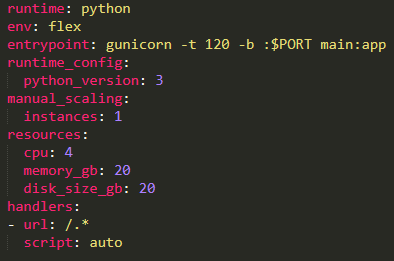 runtime: python
env: flex
entrypoint: gunicorn -t 120 -b :$PORT main:app
runtime_config:
  python_version: 3
manual_scaling:
  instances: 1
resources:
  cpu: 4
  memory_gb: 20
  disk_size_gb: 20
handlers:
- url: /.*
  script: auto